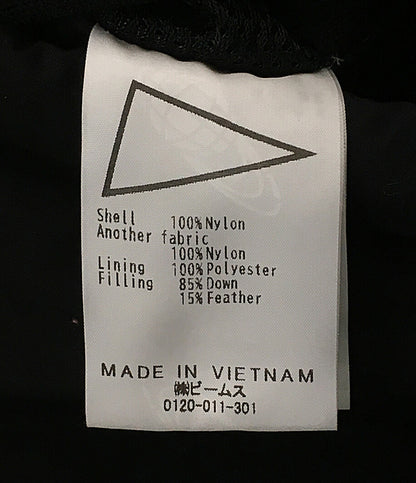 Shell 100% Nylon
Another fabric
100% Nylon
Lining 100% Polyester
Filling 85% Down
15% Feather
MADE IN VIETNAM
㈱ビームス
0120-011-301